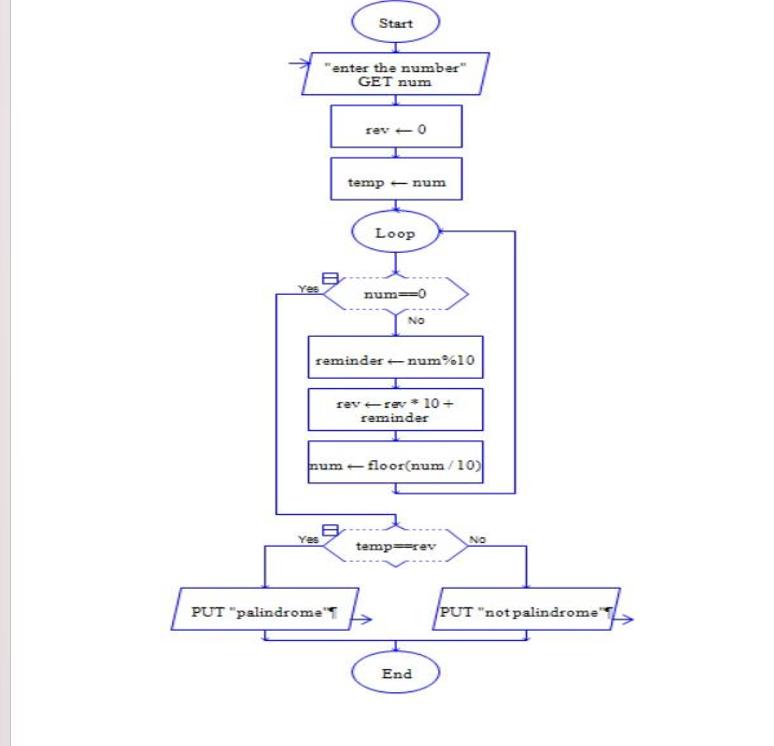 Start
"enter the number"
GET num
rev ← 0
temp ← num
Loop
Yes
num==0
No
reminder ← num%10
rev ← rev * 10 +
reminder
num ← floor(num / 10)
Yes
temp==rev
No
PUT "palindrome"¶
PUT "not palindrome"¶
End